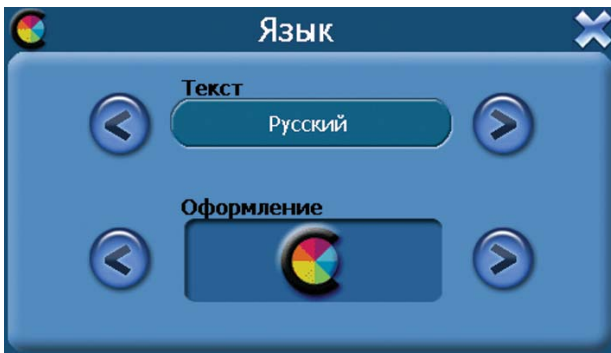 Язык
Текст
Русский
Оформление